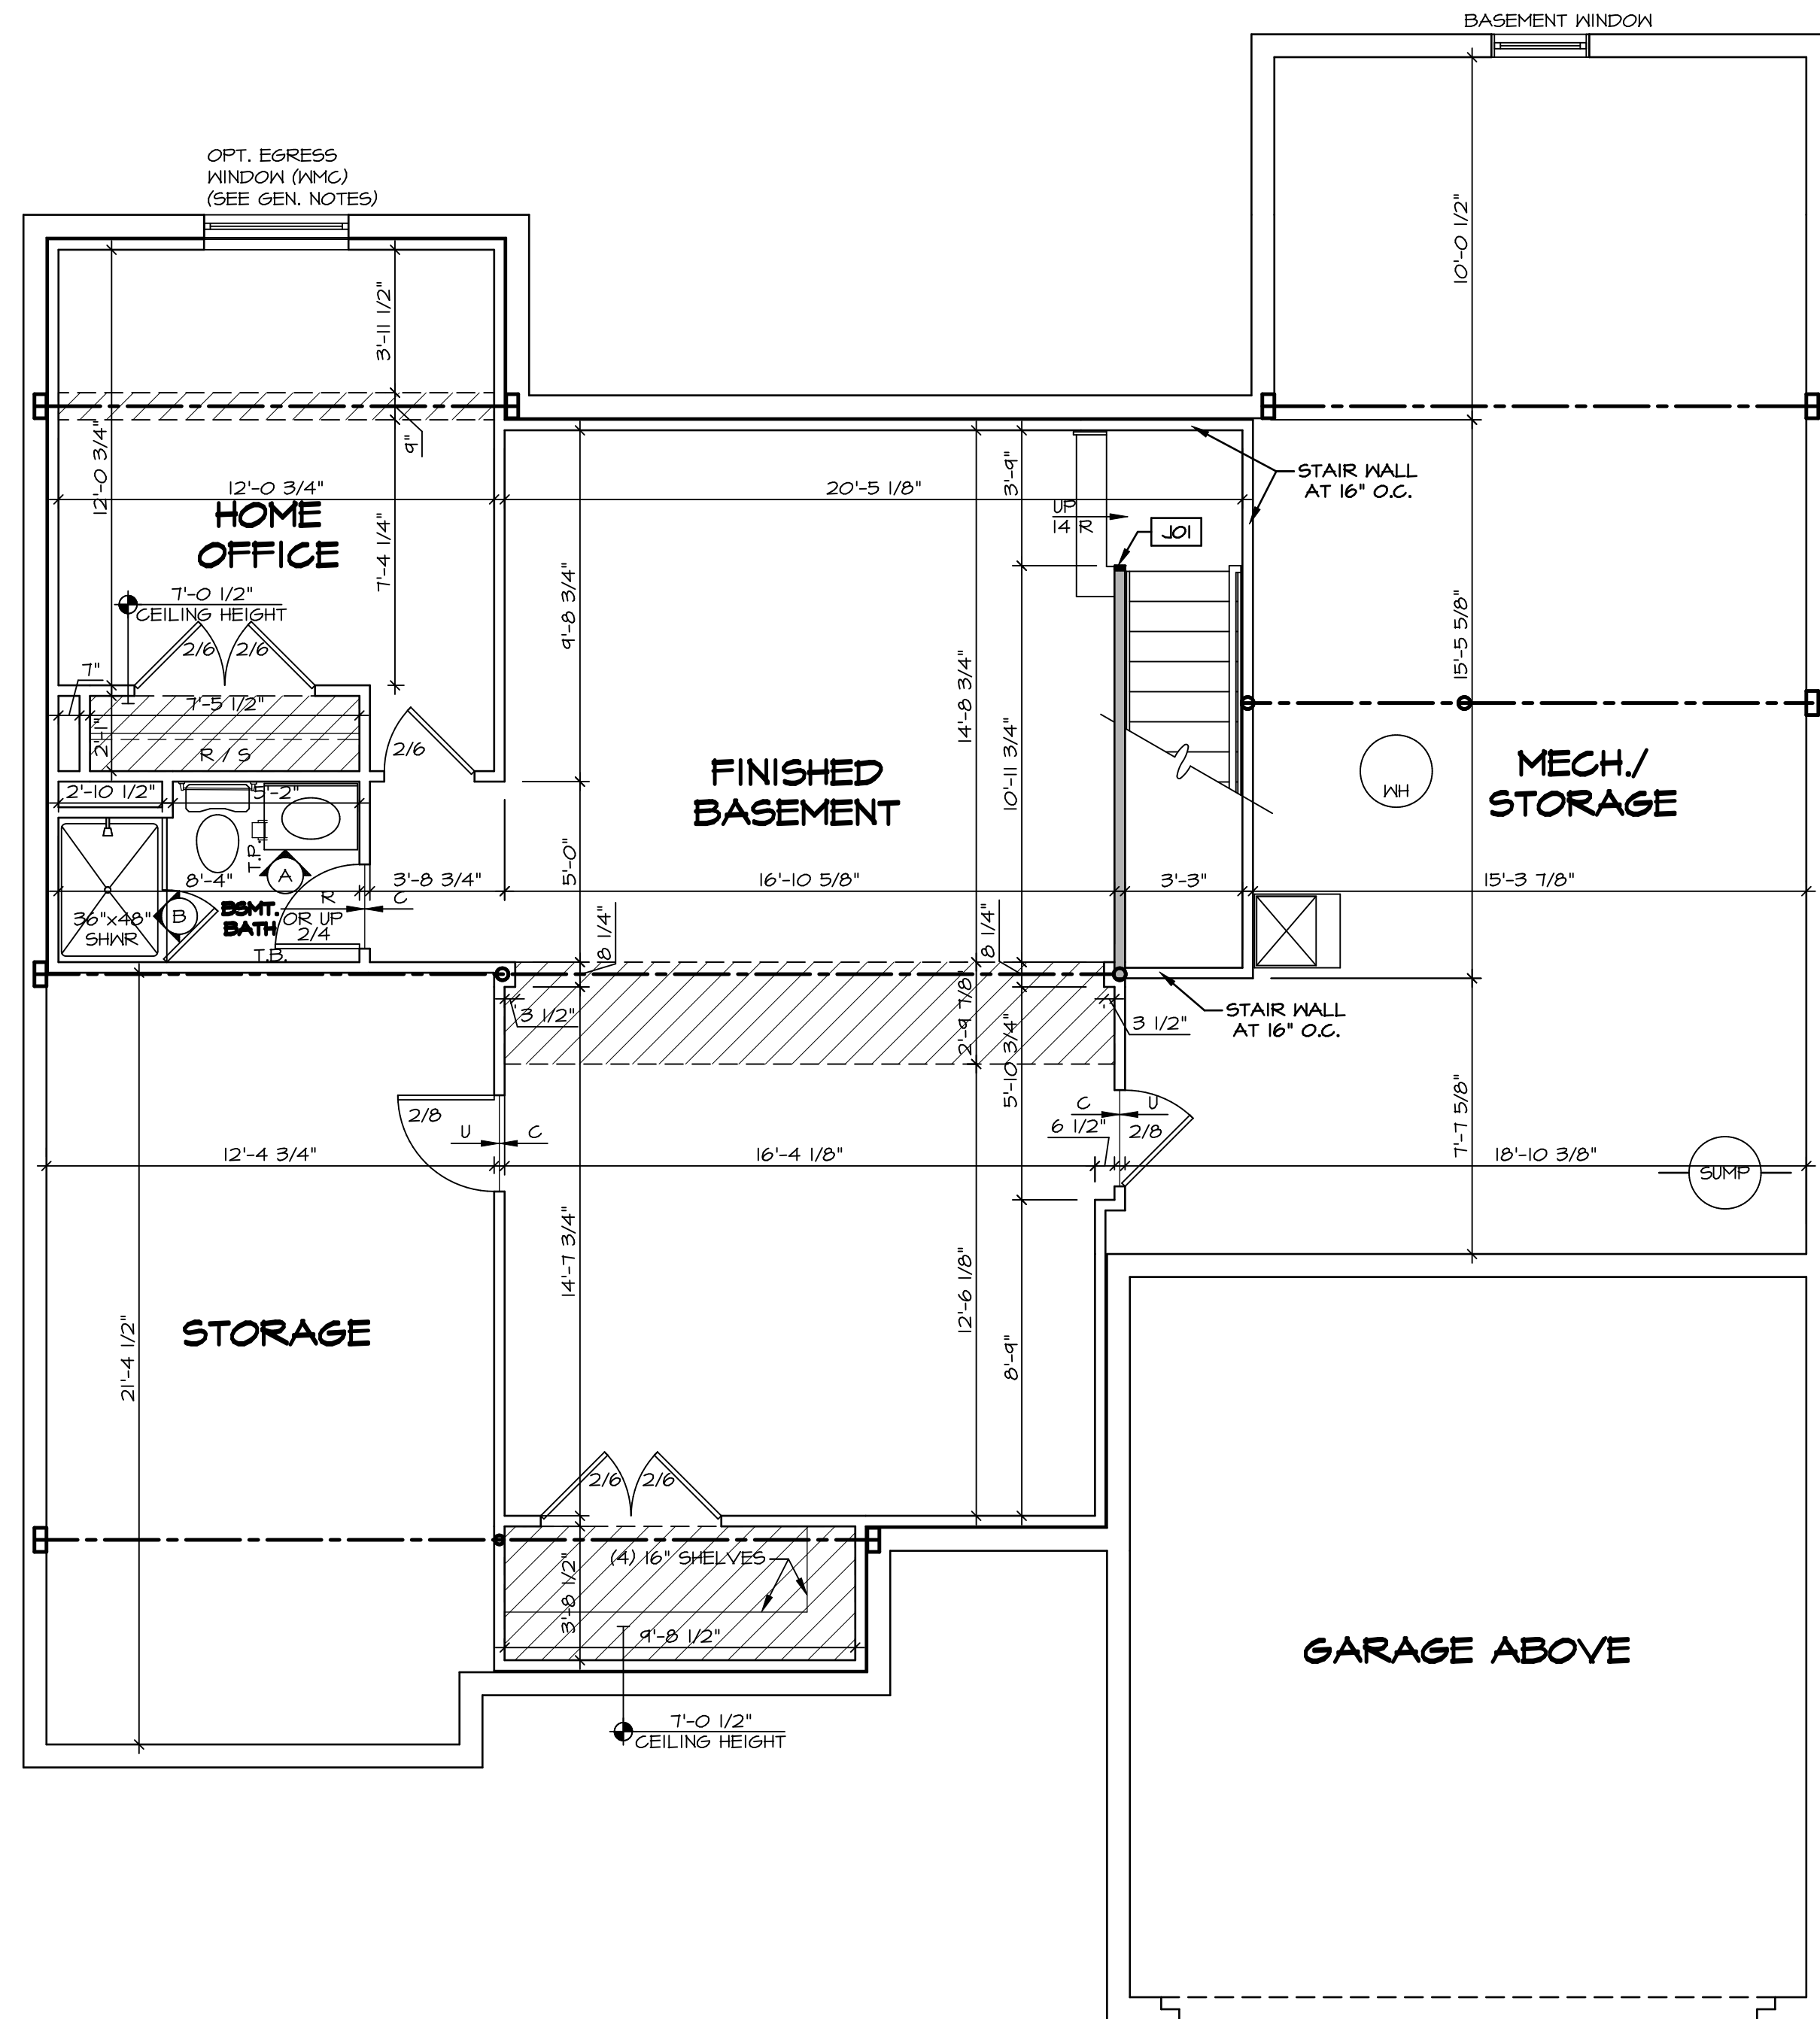 BASEMENT WINDOW
OPT. EGRESS
WINDOW (WMC)
(SEE GEN. NOTES)
10'-0 1/2"
3'-11 1/2"
12'-0 3/4"
9"
3'-9"
STAIR WALL
AT 16" O.C.
12'-0 3/4"
20'-5 1/8"
HOME
OFFICE
UP
14 R
J01
7'-4 1/4"
7'-0 1/2"
CEILING HEIGHT
9'-8 3/4"
15'-5 5/8"
2/6
2/6
7"
14'-8 3/4"
7'-5 1/2"
2'-1"
R / S
2/6
10'-11 3/4"
FINISHED
BASEMENT
MECH./
STORAGE
WH
2'-10 1/2"
5'-2"
T.P.
5'-0"
8'-4"
A
3'-8 3/4"
16'-10 5/8"
3'-3"
15'-3 7/8"
R
C
36"x48"
SHWR
B
BSMT.
BATH
OR UP
2/4
T.B.
8 1/4"
8 1/4"
3 1/2"
2'-9 7/8"
5'-10 3/4"
3 1/2"
STAIR WALL
AT 16" O.C.
2/8
U
C
C
U
6 1/2"
2/8
7'-7 5/8"
12'-4 3/4"
16'-4 1/8"
18'-10 3/8"
SUMP
14'-7 3/4"
12'-6 1/8"
STORAGE
21'-4 1/2"
8'-9"
2/6
2/6
(4) 16" SHELVES
3'-8 1/2"
9'-8 1/2"
GARAGE ABOVE
7'-0 1/2"
CEILING HEIGHT